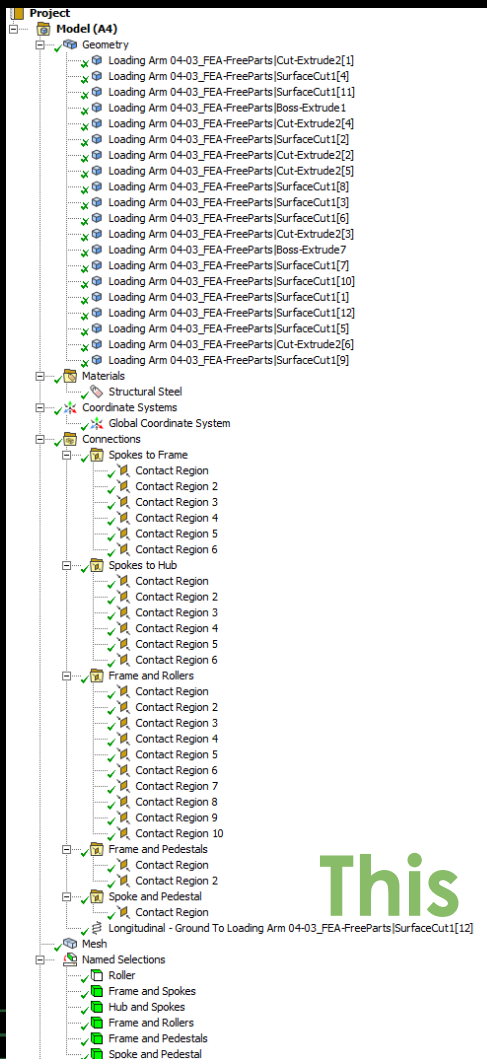 Project
Model (A4)
Geometry
Loading Arm 04-03_FEA-FreeParts|Cut-Extrude2[1]
Loading Arm 04-03_FEA-FreeParts|SurfaceCut1[4]
Loading Arm 04-03_FEA-FreeParts|SurfaceCut1[11]
Loading Arm 04-03_FEA-FreeParts|Boss-Extrude1
Loading Arm 04-03_FEA-FreeParts|Cut-Extrude2[4]
Loading Arm 04-03_FEA-FreeParts|SurfaceCut1[2]
Loading Arm 04-03_FEA-FreeParts|Cut-Extrude2[2]
Loading Arm 04-03_FEA-FreeParts|Cut-Extrude2[5]
Loading Arm 04-03_FEA-FreeParts|SurfaceCut1[8]
Loading Arm 04-03_FEA-FreeParts|SurfaceCut1[3]
Loading Arm 04-03_FEA-FreeParts|SurfaceCut1[6]
Loading Arm 04-03_FEA-FreeParts|Cut-Extrude2[3]
Loading Arm 04-03_FEA-FreeParts|Boss-Extrude7
Loading Arm 04-03_FEA-FreeParts|SurfaceCut1[7]
Loading Arm 04-03_FEA-FreeParts|SurfaceCut1[10]
Loading Arm 04-03_FEA-FreeParts|SurfaceCut1[1]
Loading Arm 04-03_FEA-FreeParts|SurfaceCut1[12]
Loading Arm 04-03_FEA-FreeParts|SurfaceCut1[5]
Loading Arm 04-03_FEA-FreeParts|Cut-Extrude2[6]
Loading Arm 04-03_FEA-FreeParts|SurfaceCut1[9]
Materials
Structural Steel
Coordinate Systems
Global Coordinate System
Connections
Spokes to Frame
Contact Region
Contact Region 2
Contact Region 3
Contact Region 4
Contact Region 5
Contact Region 6
Spokes to Hub
Contact Region
Contact Region 2
Contact Region 3
Contact Region 4
Contact Region 5
Contact Region 6
Frame and Rollers
Contact Region
Contact Region 2
Contact Region 3
Contact Region 4
Contact Region 5
Contact Region 6
Contact Region 7
Contact Region 8
Contact Region 9
Contact Region 10
Frame and Pedestals
Contact Region
Contact Region 2
This
Spoke and Pedestal
Contact Region
Longitudinal - Ground To Loading Arm 04-03_FEA-FreeParts|SurfaceCut1[12]
Mesh
Named Selections
Roller
Frame and Spokes
Hub and Spokes
Frame and Rollers
Frame and Pedestals
Spoke and Pedestal